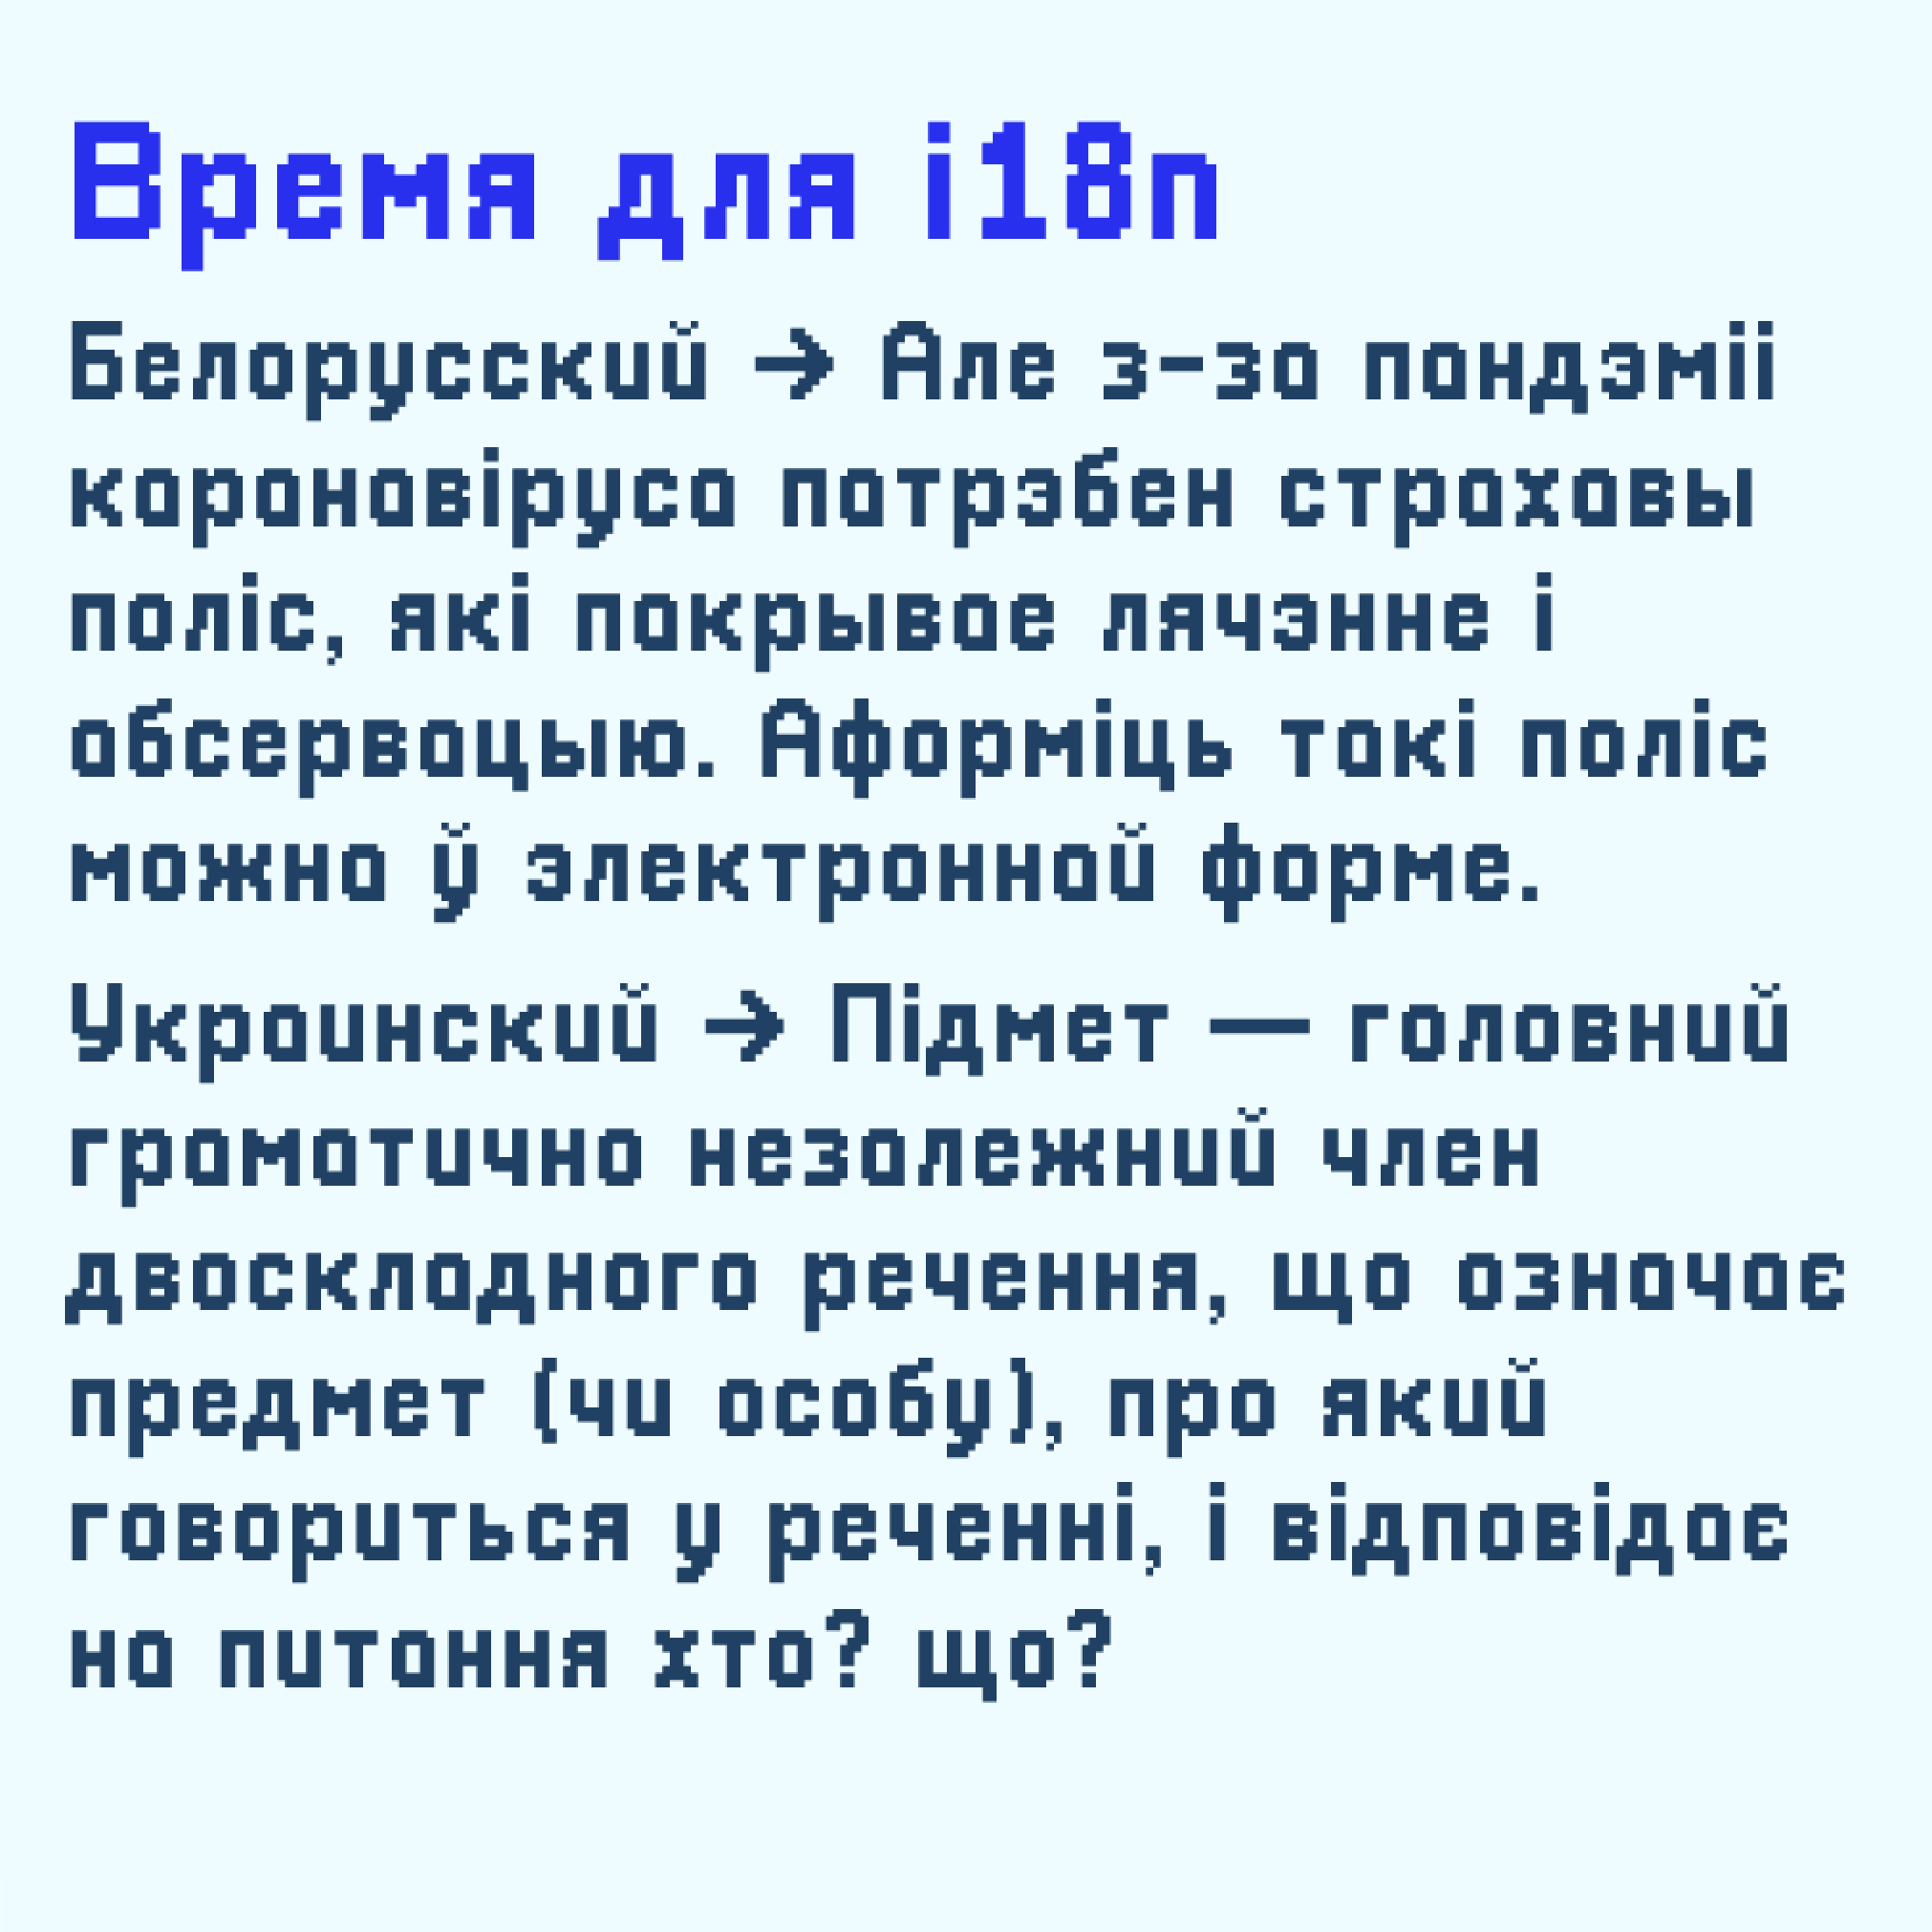 Время для i18n
Белорусский → Але з-за пандэміі
каранавіруса патрэбен страхавы
поліс, які пакрывае лячэнне і
абсервацыю. Аформіць такі поліс
можна ў электроннай форме.
Украинский → Підмет — головний
граматично незалежний член
двоскладного речення, що означає
предмет (чи особу), про який
говориться у реченні, і відповідає
на питання хто? що?